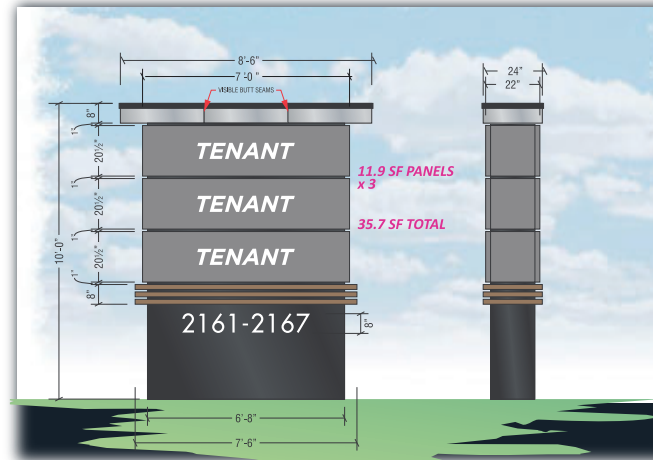 8'-6"
7'-0"
VISIBLE BUTT SEAMS
24"
22"
8"
1"
20½"
TENANT
11.9 SF PANELS
x 3
1"
20½"
TENANT
35.7 SF TOTAL
10'-0"
1"
20½"
TENANT
1"
8"
2161-2167
8"
6'-8"
7'-6"